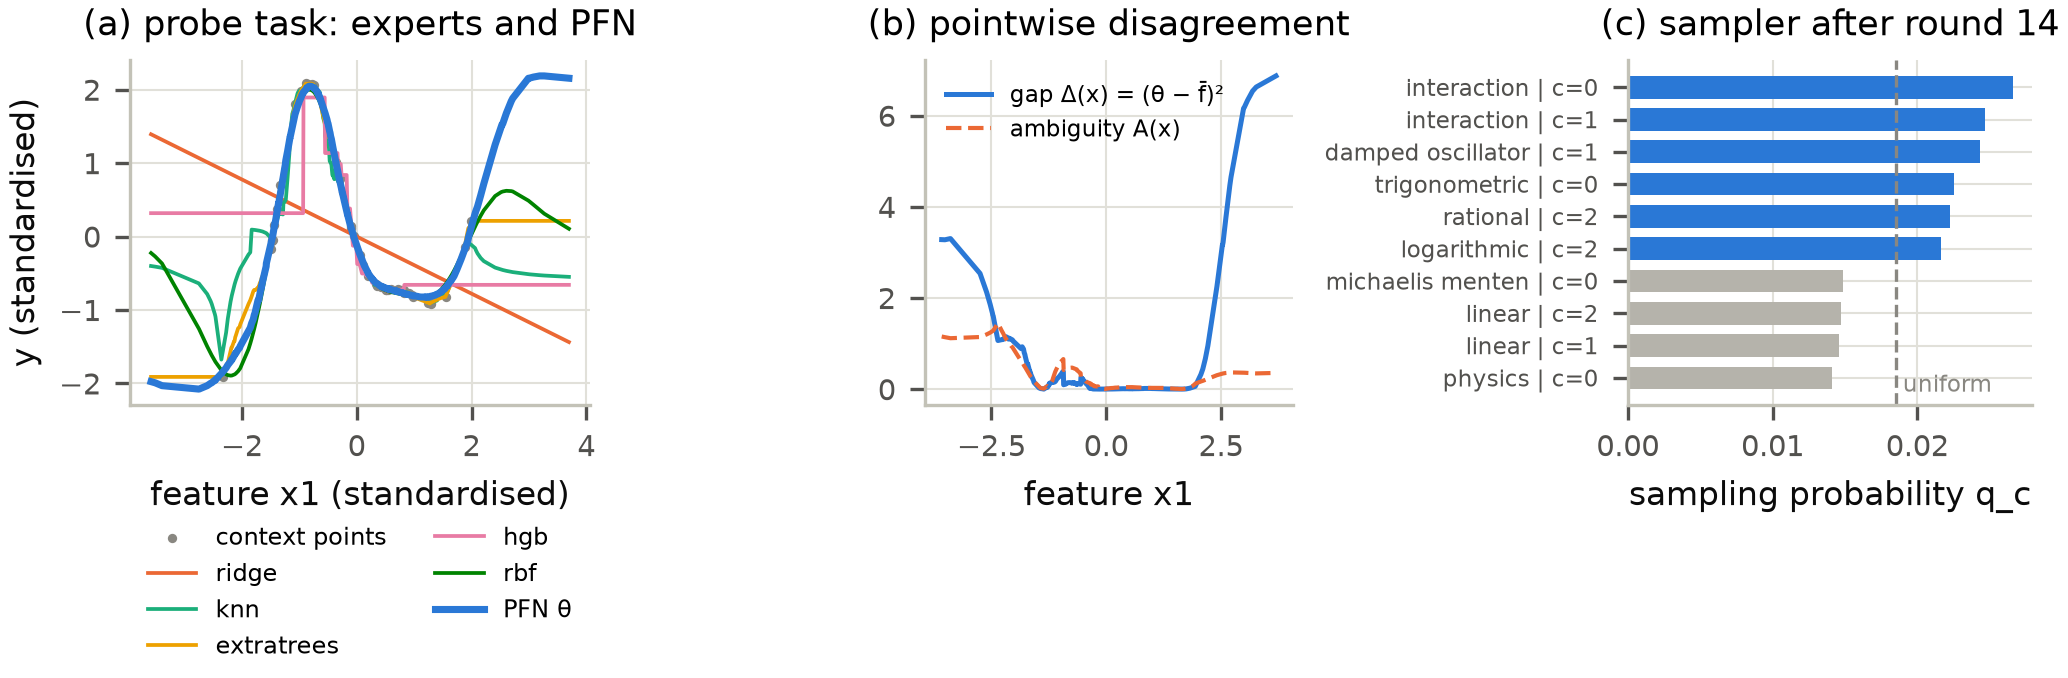 (a) probe task: experts and PFN
y (standardised)
2
1
0
−1
−2
−2 0 2 4
feature x1 (standardised)
context points
ridge
knn
extratrees
hgb
rbf
PFN θ
(b) pointwise disagreement
gap Δ(x) = (θ − f̄)²
ambiguity A(x)
6
4
2
0
−2.5 0.0 2.5
feature x1
(c) sampler after round 14
interaction | c=0
interaction | c=1
damped oscillator | c=1
trigonometric | c=0
rational | c=2
logarithmic | c=2
michaelis menten | c=0
linear | c=2
linear | c=1
physics | c=0
uniform
0.00 0.01 0.02
sampling probability q_c